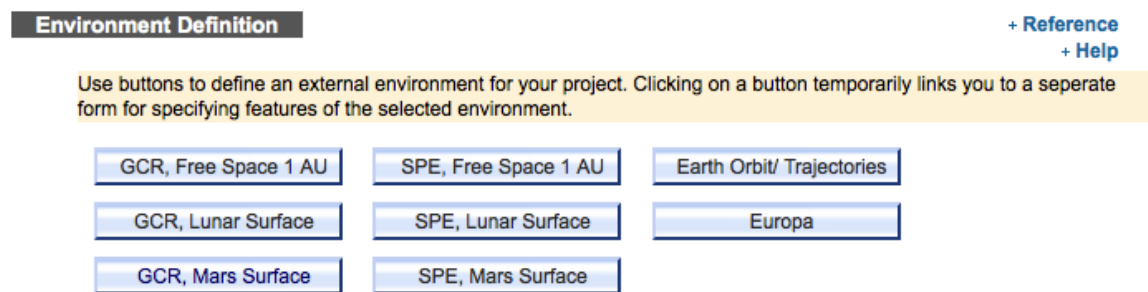 Environment Definition
+ Reference
+ Help
Use buttons to define an external environment for your project. Clicking on a button temporarily links you to a seperate
form for specifying features of the selected environment.
GCR, Free Space 1 AU
SPE, Free Space 1 AU
Earth Orbit/ Trajectories
GCR, Lunar Surface
SPE, Lunar Surface
Europa
GCR, Mars Surface
SPE, Mars Surface